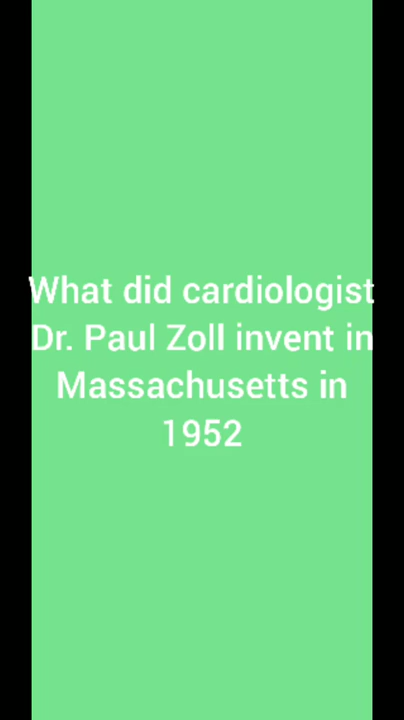 What did cardiologist
Dr. Paul Zoll invent in
Massachusetts in
1952